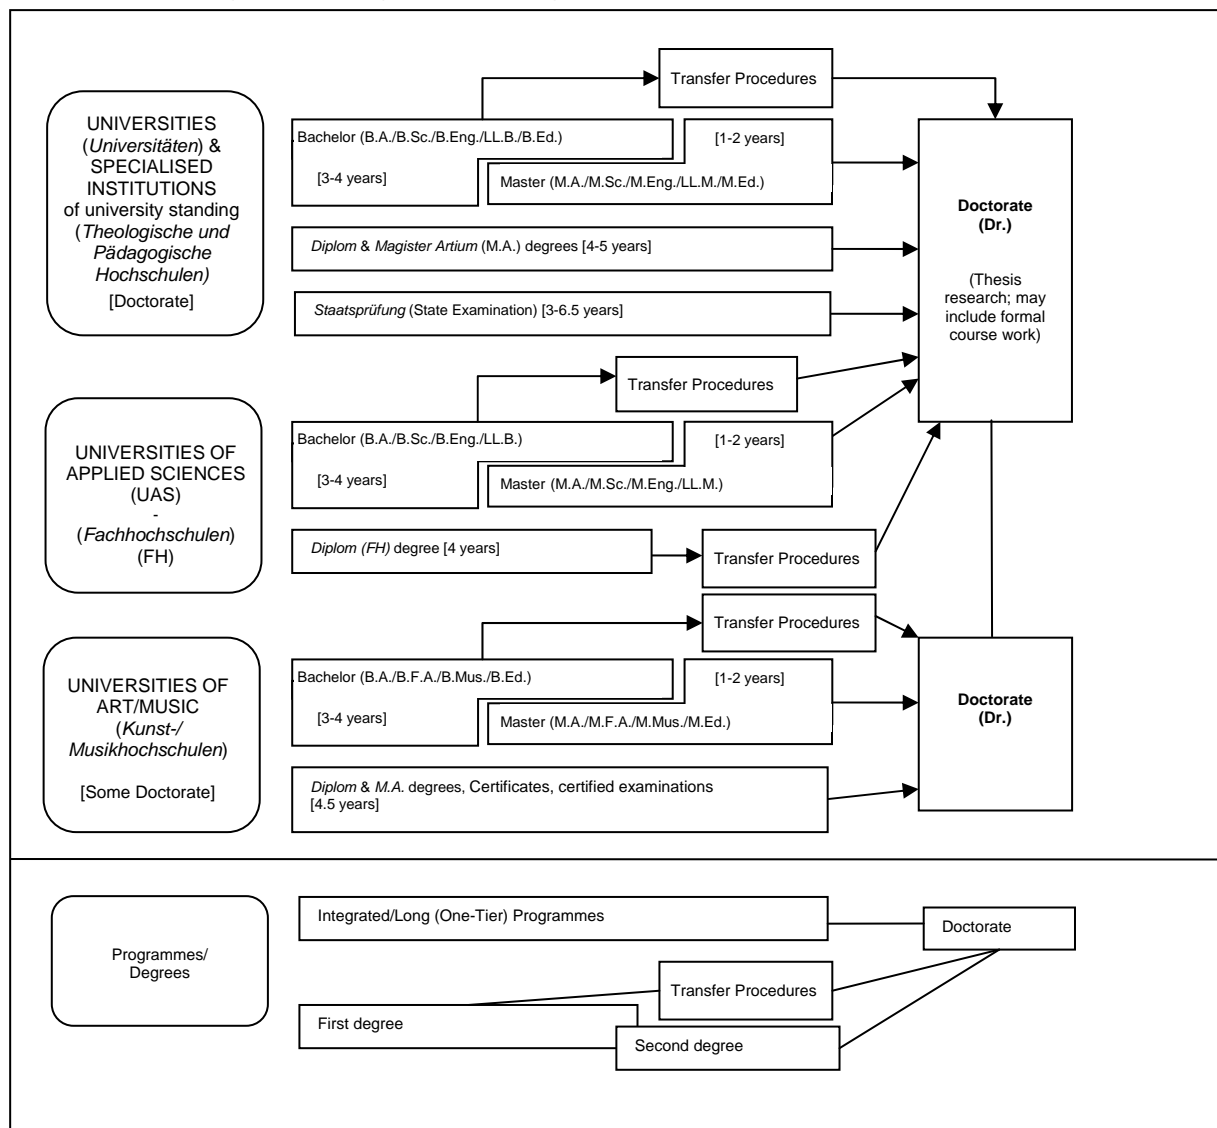 Transfer Procedures
UNIVERSITIES
(Universitäten) &
SPECIALISED
INSTITUTIONS
of university standing
(Theologische und
Pädagogische
Hochschulen)
[Doctorate]
Bachelor (B.A./B.Sc./B.Eng./LL.B./B.Ed.)
[3-4 years]
[1-2 years]
Master (M.A./M.Sc./M.Eng./LL.M./M.Ed.)
Diplom & Magister Artium (M.A.) degrees [4-5 years]
Staatsprüfung (State Examination) [3-6.5 years]
Doctorate
(Dr.)
(Thesis
research; may
include formal
course work)
Transfer Procedures
UNIVERSITIES OF
APPLIED SCIENCES
(UAS)
-
(Fachhochschulen)
(FH)
Bachelor (B.A./B.Sc./B.Eng./LL.B.)
[3-4 years]
[1-2 years]
Master (M.A./M.Sc./M.Eng./LL.M.)
Diplom (FH) degree [4 years]
Transfer Procedures
Transfer Procedures
UNIVERSITIES OF
ART/MUSIC
(Kunst-/
Musikhochschulen)
[Some Doctorate]
Bachelor (B.A./B.F.A./B.Mus./B.Ed.)
[3-4 years]
[1-2 years]
Master (M.A./M.F.A./M.Mus./M.Ed.)
Diplom & M.A. degrees, Certificates, certified examinations
[4.5 years]
Doctorate
(Dr.)
Programmes/
Degrees
Integrated/Long (One-Tier) Programmes
Doctorate
Transfer Procedures
First degree
Second degree